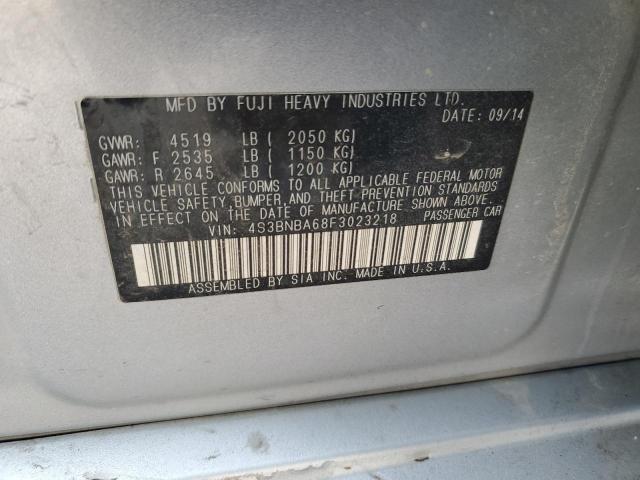 MFD BY FUJI HEAVY INDUSTRIES LTD.
DATE: 09/14
GVWR: 4519 LB ( 2050 KG)
GAWR: F 2535 LB ( 1150 KG)
GAWR: R 2645 LB ( 1200 KG)
THIS VEHICLE CONFORMS TO ALL APPLICABLE FEDERAL MOTOR
VEHICLE SAFETY, BUMPER, AND THEFT PREVENTION STANDARDS
IN EFFECT ON THE DATE OF MANUFACTURE SHOWN ABOVE.
VIN: 4S3BNBA68F3023218 PASSENGER CAR
ASSEMBLED BY SIA INC. MADE IN U.S.A.